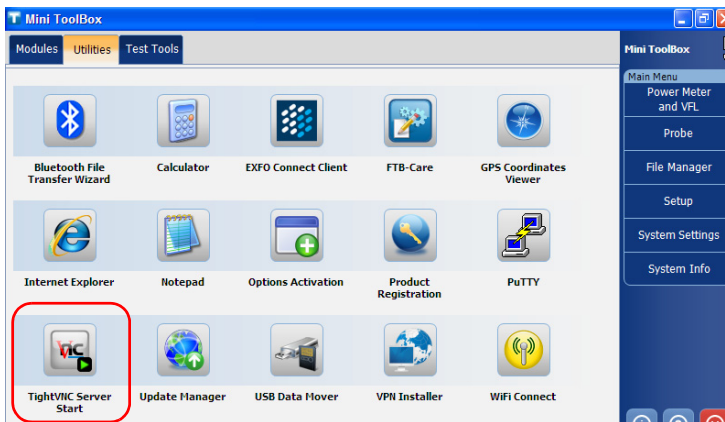 Mini ToolBox
Modules Utilities Test Tools
Bluetooth File
Transfer Wizard
Calculator
EXFO Connect Client
FTB-Care
GPS Coordinates
Viewer
Internet Explorer
Notepad
Options Activation
Product
Registration
PuTTY
TightVNC Server
Start
Update Manager
USB Data Mover
VPN Installer
WiFi Connect
Mini ToolBox
Main Menu
Power Meter
and VFL
Probe
File Manager
Setup
System Settings
System Info